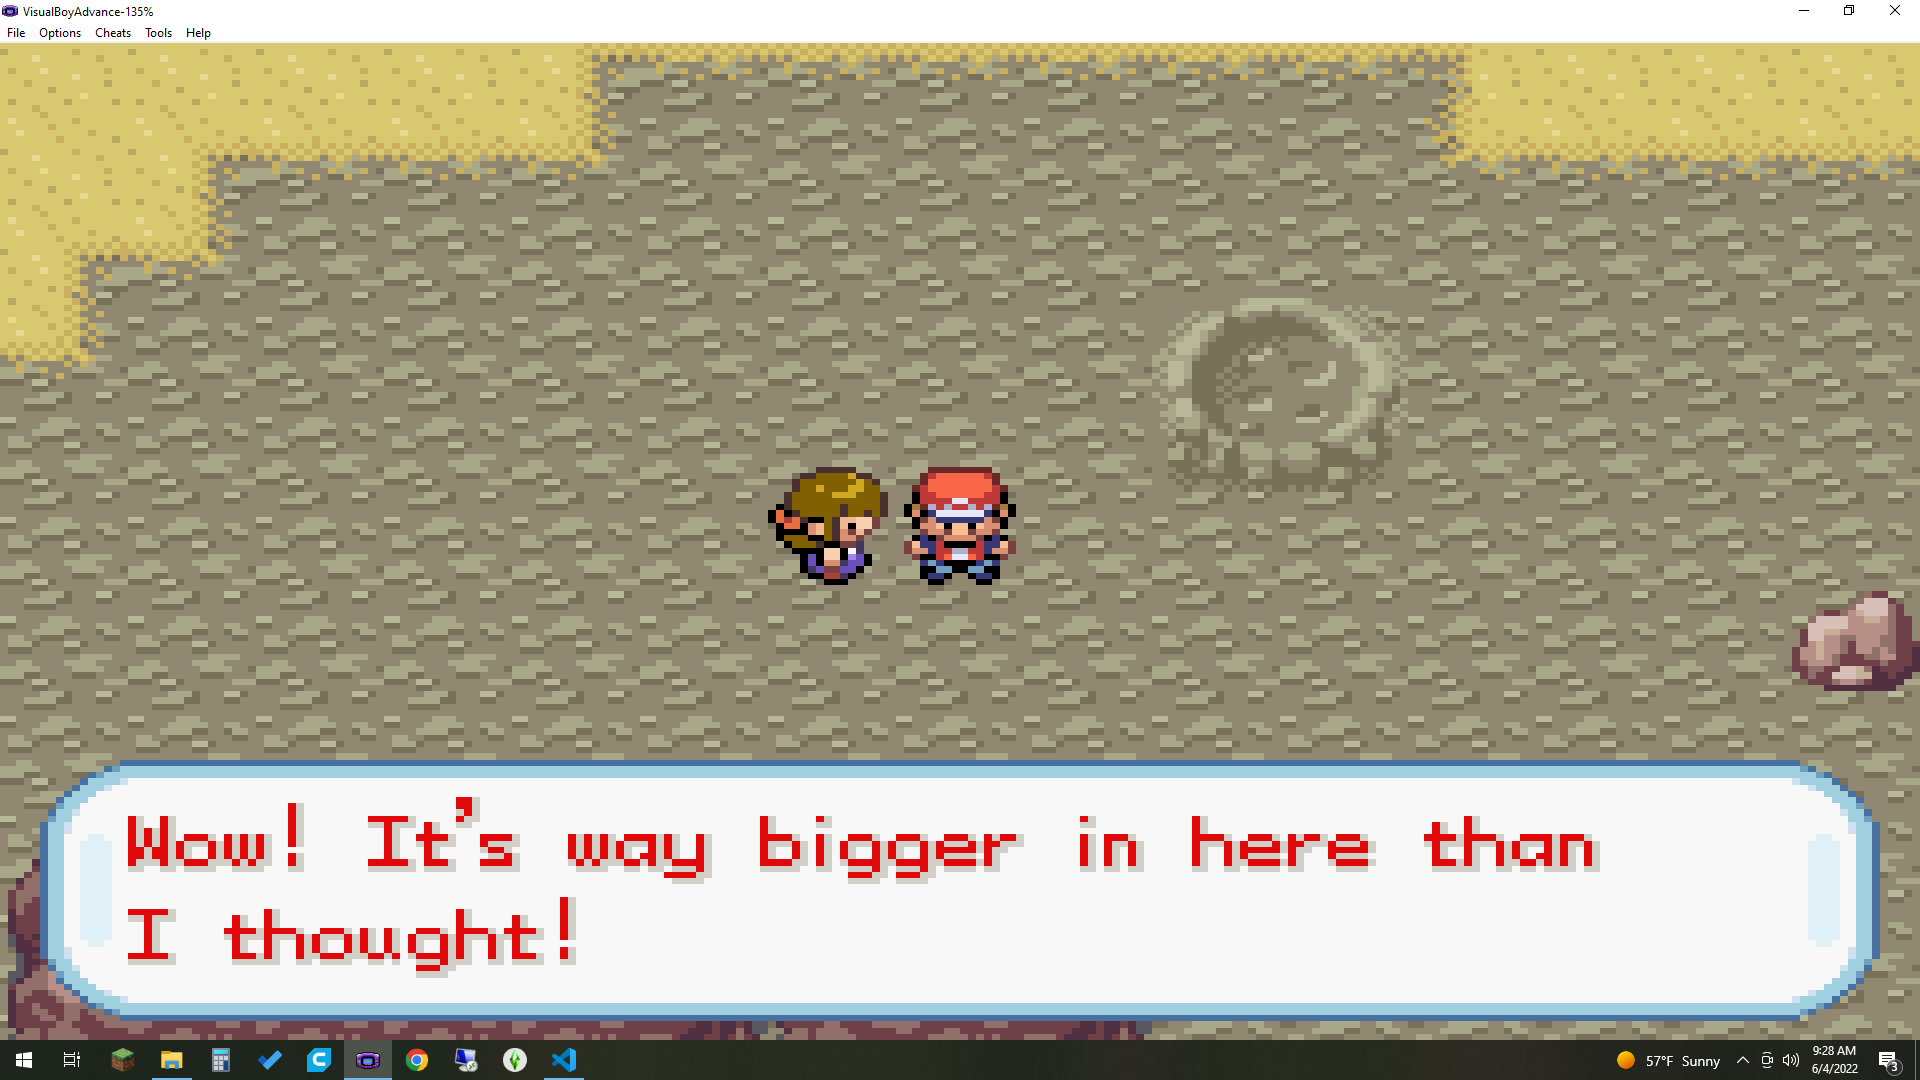 VisualBoyAdvance-135%
File Options Cheats Tools Help
Wow! It's way bigger in here than
I thought!
57°F Sunny
9:28 AM
6/4/2022
3